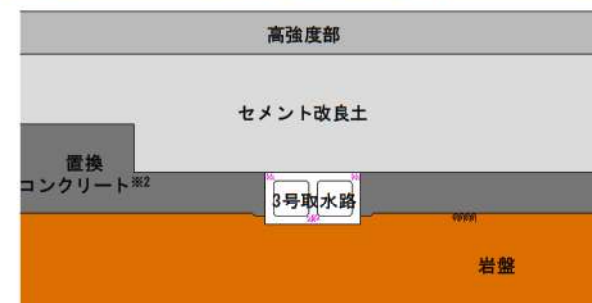 高強度部
セメント改良土
置換
コンクリート※2
3号取水路
岩盤